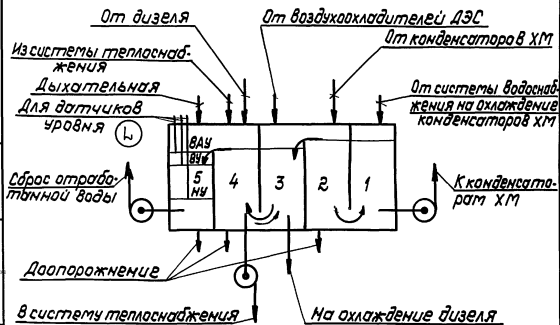 От дизеля
От воздухоохладителей ДЭС
Из системы теплоснаб-
жения
От конденсаторов ХМ
Дыхательная
От системы водоснаб-
жения на охлаждение
конденсаторов ХМ
Для датчиков
уровня
ВАУ
ВУ
5
НУ
4
3
2
1
Сброс отрабо-
танной воды
К конденсато-
рам ХМ
Доопорожнение
В систему теплоснабжения
На охлаждение дизеля